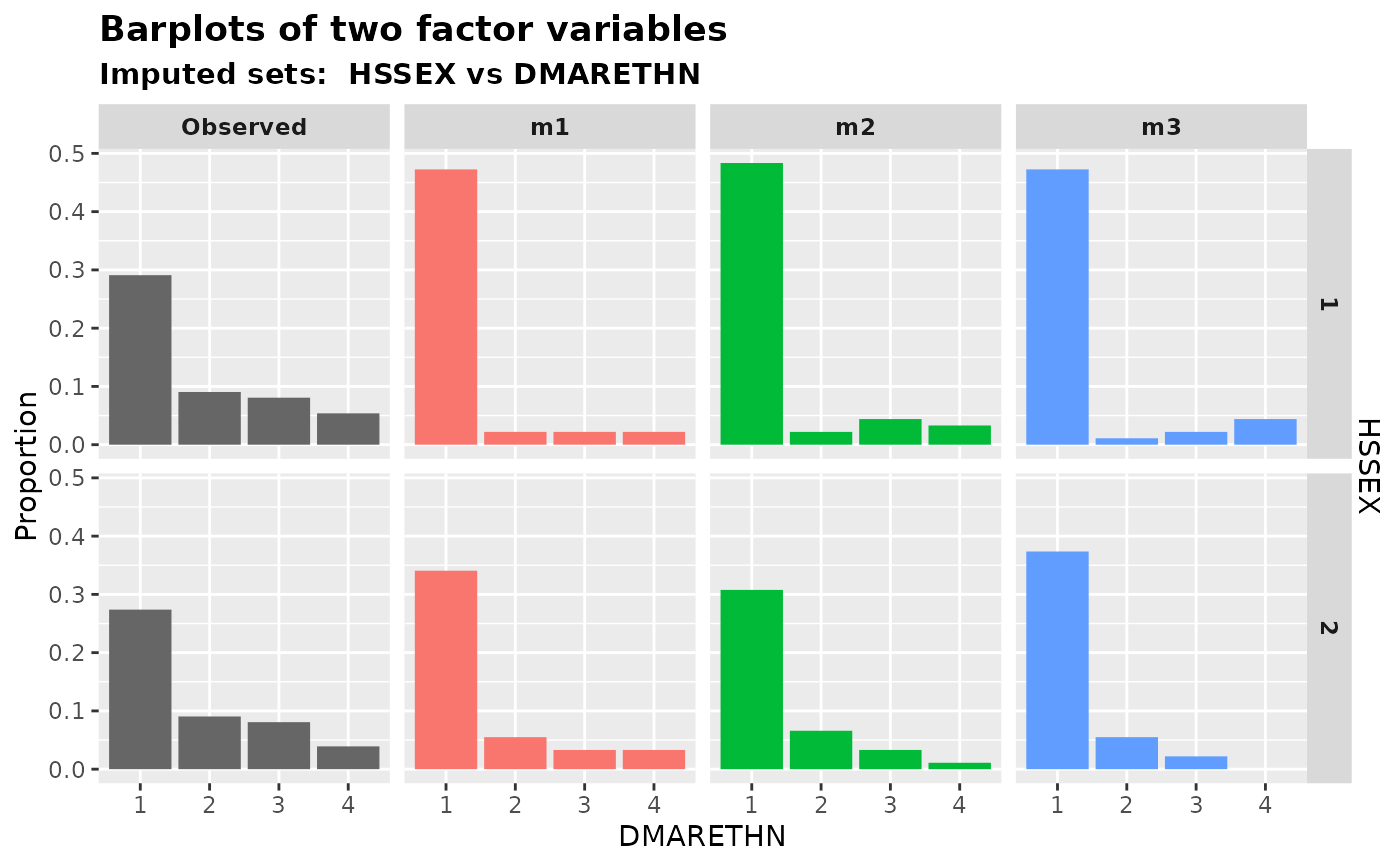 Barplots of two factor variables
Imputed sets:  HSSEX vs DMARETHN
Observed m1 m2 m3
0.5
0.4
0.3
0.2
0.1
0.0
1
0.5
0.4
0.3
0.2
0.1
0.0
2
Proportion
HSSEX
1 2 3 4 1 2 3 4 1 2 3 4 1 2 3 4
DMARETHN